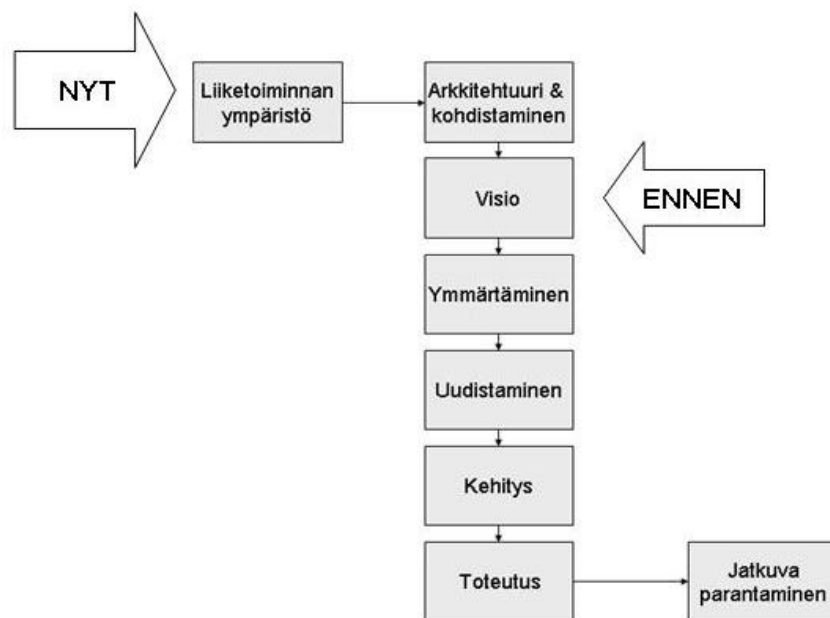 NYT
Liiketoiminnan
ympäristö
Arkkitehtuuri &
kohdistaminen
Visio
ENNEN
Ymmärtäminen
Uudistaminen
Kehitys
Toteutus
Jatkuva
parantaminen